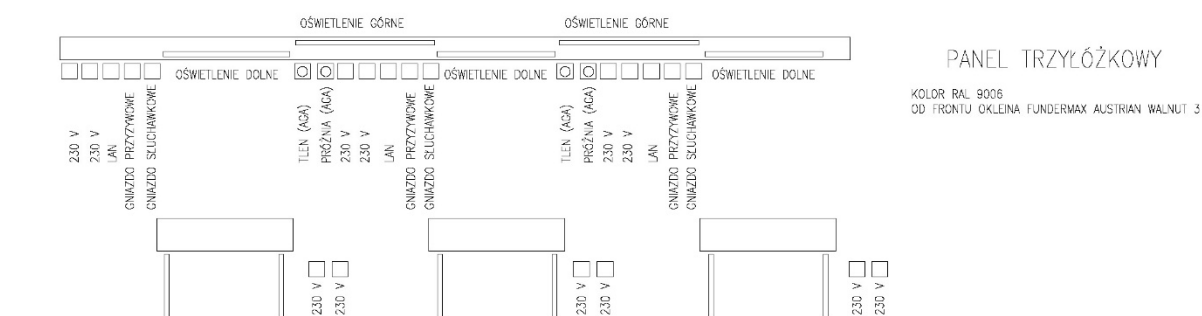 OŚWIETLENIE GÓRNE
OŚWIETLENIE GÓRNE
PANEL TRZYŁÓŻKOWY
OŚWIETLENIE DOLNE
OŚWIETLENIE DOLNE
OŚWIETLENIE DOLNE
KOLOR RAL 9006
OD FRONTU OKLEINA FUNDERMAX AUSTRIAN WALNUT 3
230 V
230 V
LAN
GNIAZDO PRZYZYWOWE
GNIAZDO SŁUCHAWKOWE
TLEN (AGA)
PRÓŻNIA (AGA)
230 V
230 V
LAN
GNIAZDO PRZYZYWOWE
GNIAZDO SŁUCHAWKOWE
TLEN (AGA)
PRÓŻNIA (AGA)
230 V
230 V
LAN
GNIAZDO PRZYZYWOWE
GNIAZDO SŁUCHAWKOWE
230 V
230 V
230 V
230 V
230 V
230 V